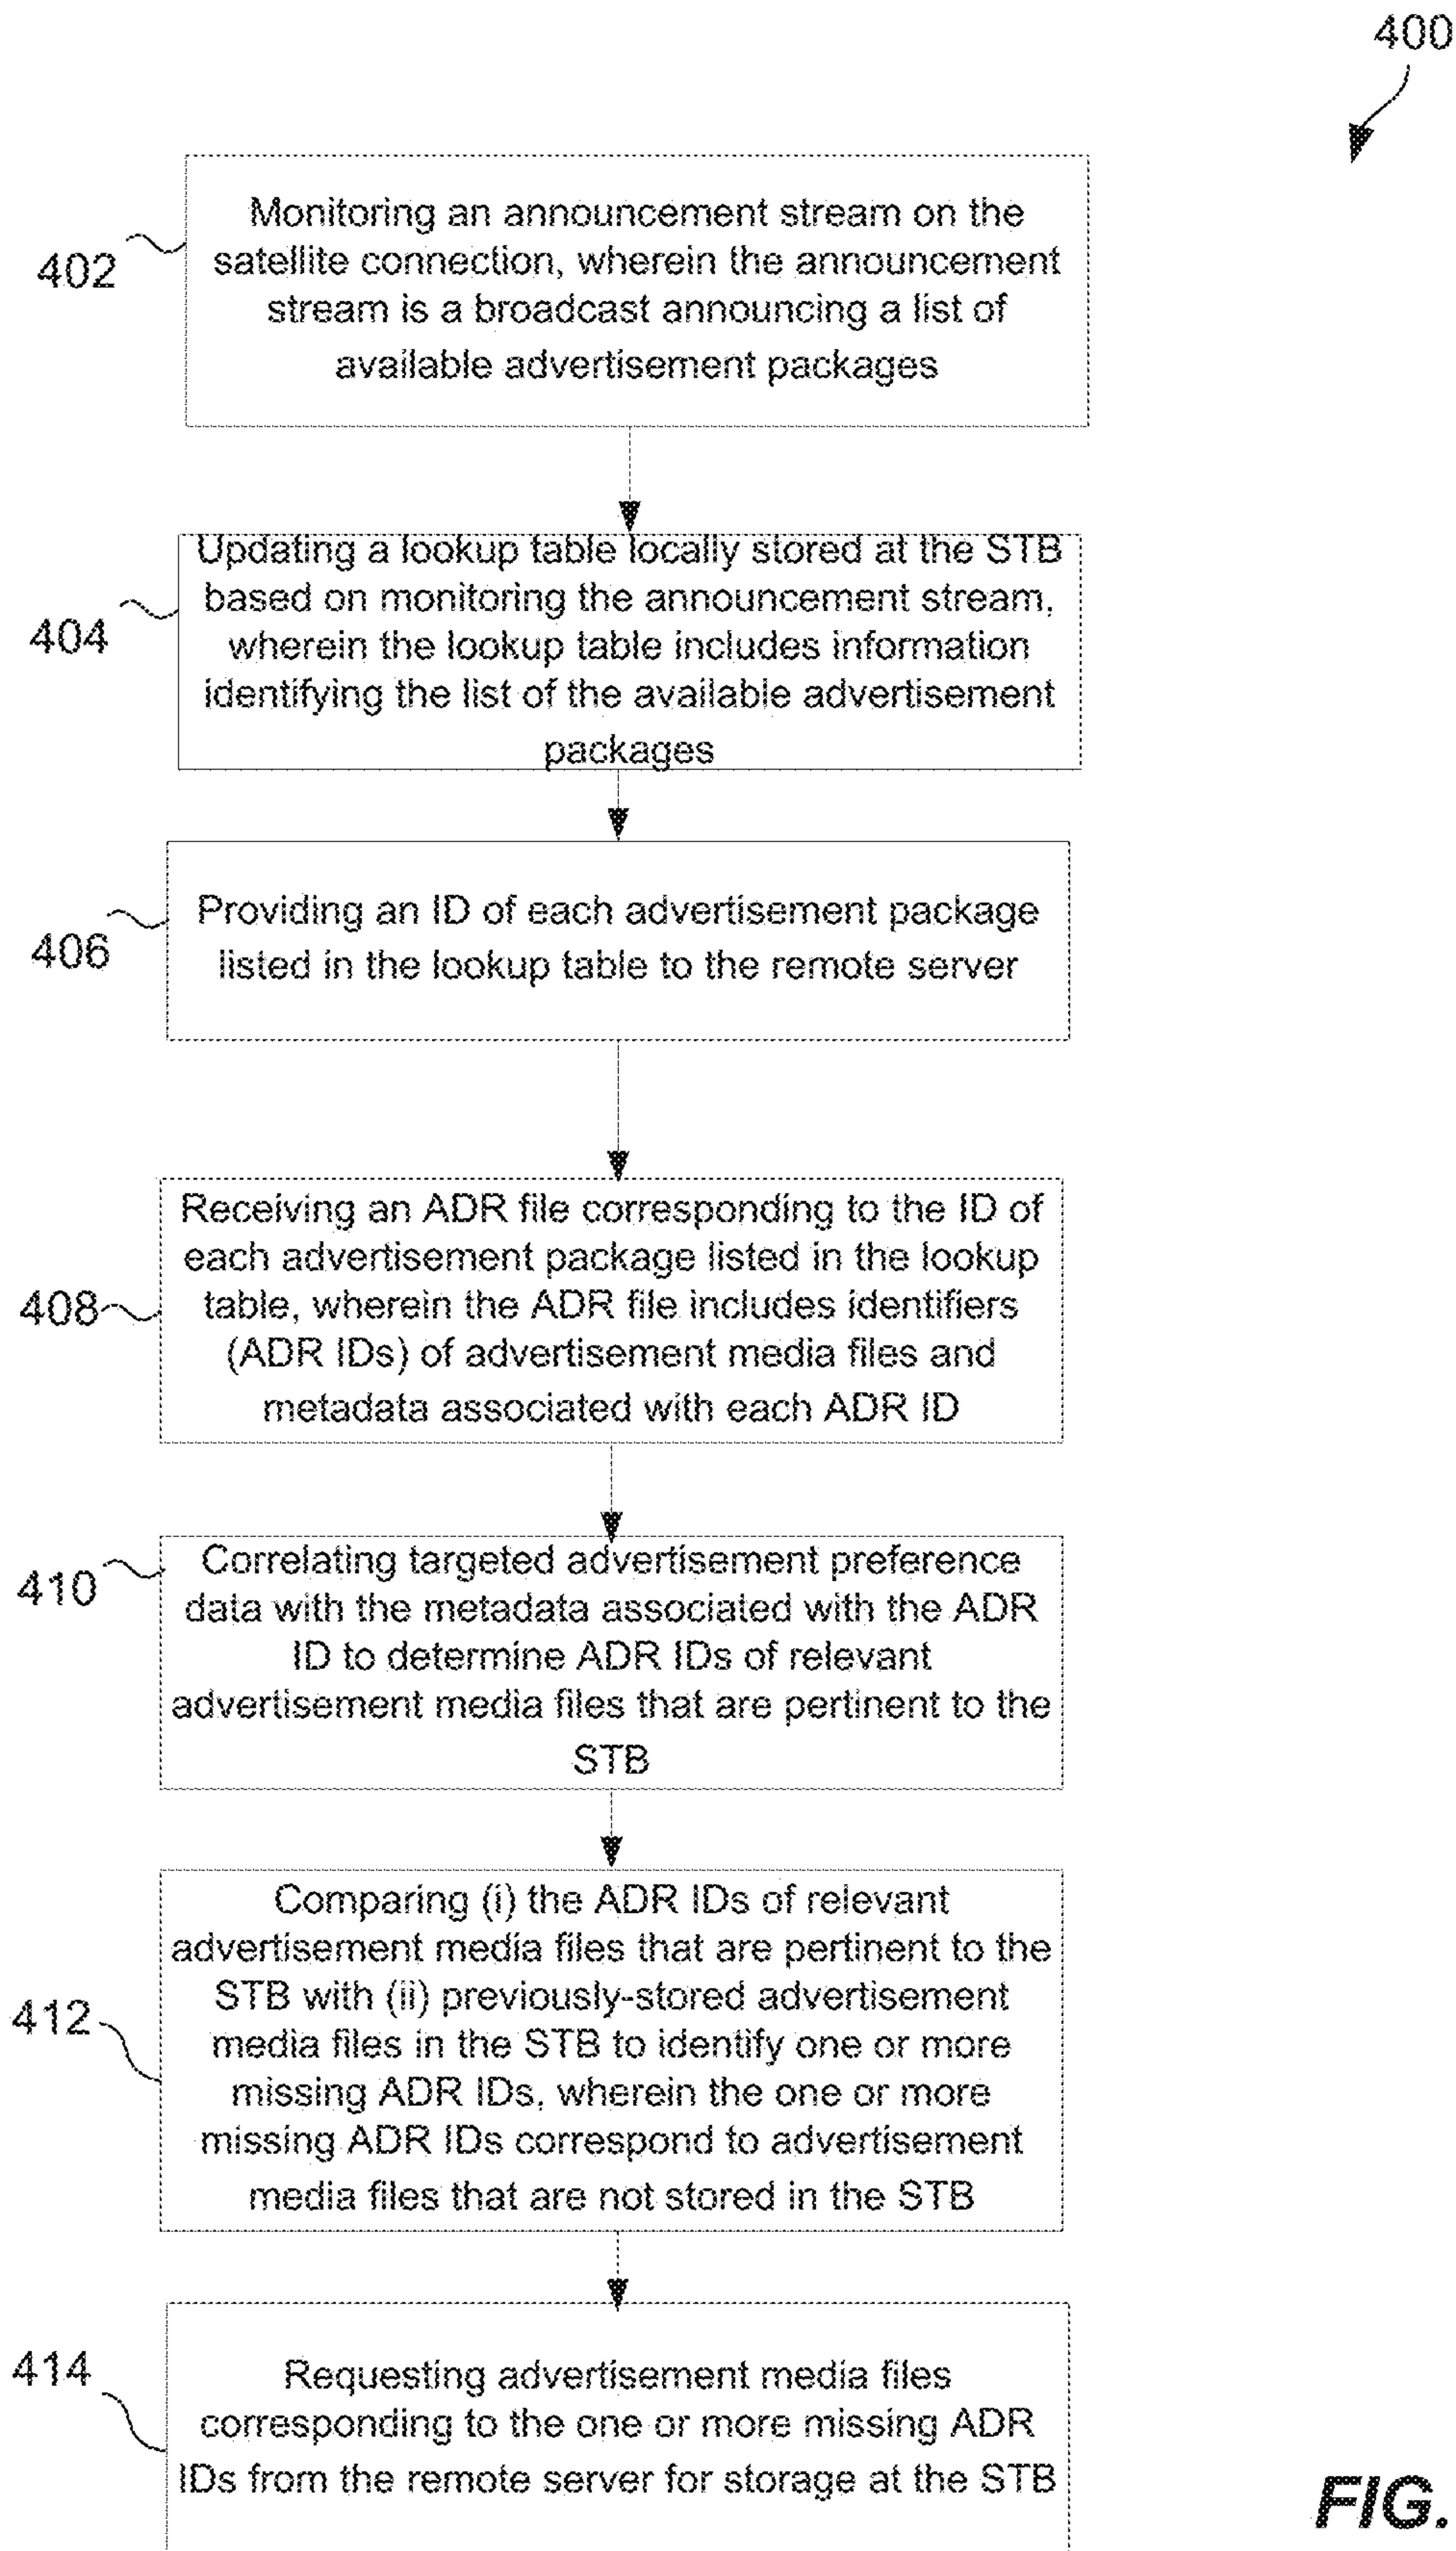 400
402
Monitoring an announcement stream on the
satellite connection, wherein the announcement
stream is a broadcast announcing a list of
available advertisement packages
404
Updating a lookup table locally stored at the STB
based on monitoring the announcement stream,
wherein the lookup table includes information
identifying the list of the available advertisement
packages
406
Providing an ID of each advertisement package
listed in the lookup table to the remote server
408
Receiving an ADR file corresponding to the ID of
each advertisement package listed in the lookup
table, wherein the ADR file includes identifiers
(ADR IDs) of advertisement media files and
metadata associated with each ADR ID
410
Correlating targeted advertisement preference
data with the metadata associated with the ADR
ID to determine ADR IDs of relevant
advertisement media files that are pertinent to the
STB
412
Comparing (i) the ADR IDs of relevant
advertisement media files that are pertinent to the
STB with (ii) previously-stored advertisement
media files in the STB to identify one or more
missing ADR IDs, wherein the one or more
missing ADR IDs correspond to advertisement
media files that are not stored in the STB
414
Requesting advertisement media files
corresponding to the one or more missing ADR
IDs from the remote server for storage at the STB
FIG.